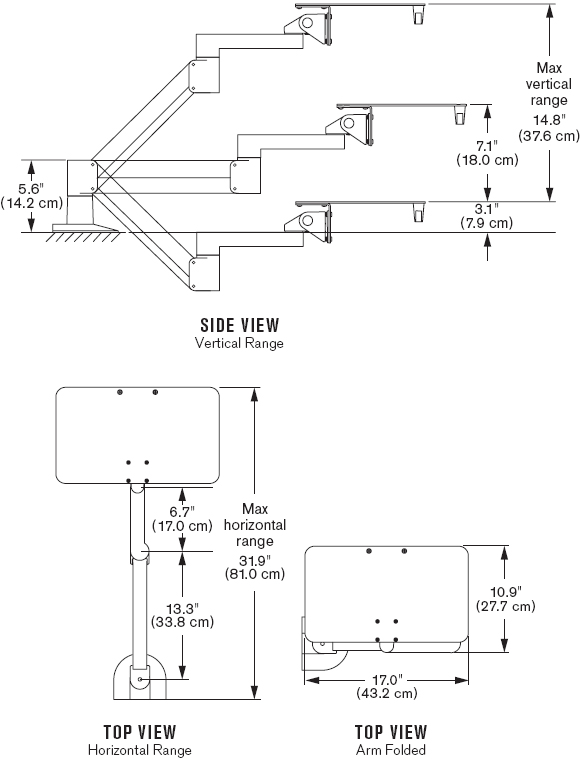 Max
vertical
range
14.8"
(37.6 cm)
7.1"
(18.0 cm)
5.6"
(14.2 cm)
3.1"
(7.9 cm)
SIDE VIEW
Vertical Range
6.7"
(17.0 cm)
Max
horizontal
range
31.9"
(81.0 cm)
13.3"
(33.8 cm)
10.9"
(27.7 cm)
17.0"
(43.2 cm)
TOP VIEW
Horizontal Range
TOP VIEW
Arm Folded